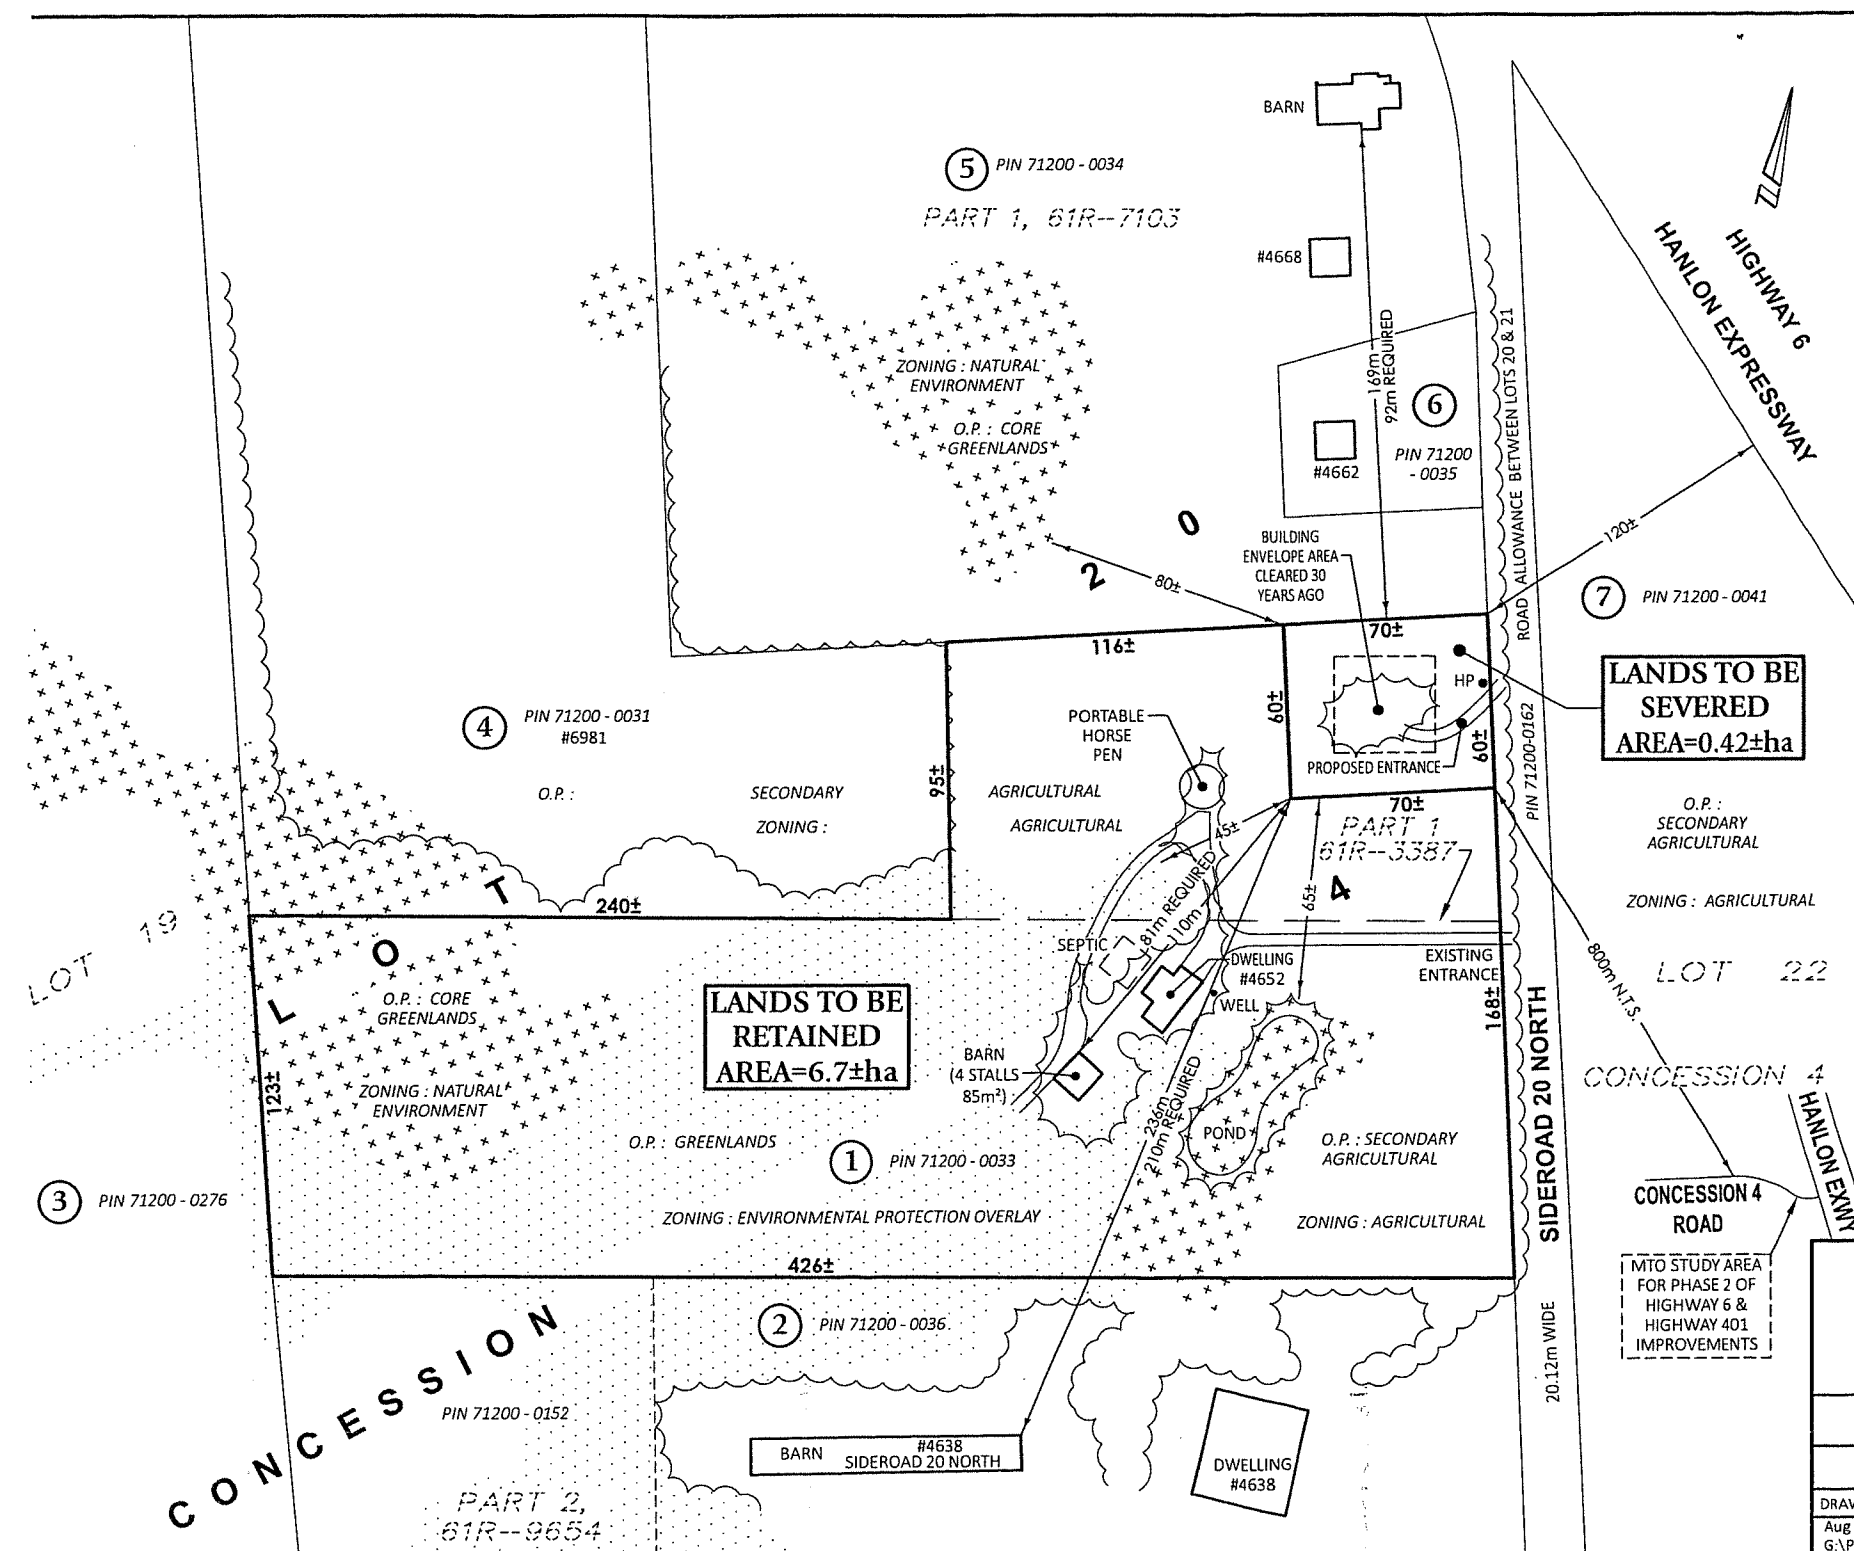 BARN
5 PIN 71200 - 0034
PART 1, 61R--7103
#4668
HIGHWAY 6
HANLON EXPRESSWAY
169m
92m REQUIRED
ROAD ALLOWANCE BETWEEN LOTS 20 & 21
ZONING : NATURAL
ENVIRONMENT
O.P. : CORE
GREENLANDS
6
PIN 71200
- 0035
#4662
2 0
BUILDING
ENVELOPE AREA
CLEARED 30
YEARS AGO
80±
120±
7 PIN 71200 - 0041
70±
116±
60±
HP
60±
PROPOSED ENTRANCE
70±
LANDS TO BE
SEVERED
AREA=0.42±ha
PIN 71200-0162
4 PIN 71200 - 0031
#6981
PORTABLE
HORSE
PEN
95±
O.P. : SECONDARY AGRICULTURAL
ZONING : AGRICULTURAL
O.P. :
SECONDARY
AGRICULTURAL
ZONING : AGRICULTURAL
45±
PART 1
61R--3387
4
65±
81m REQUIRED
110m
240±
LOT 19
L O T
SEPTIC
DWELLING
#4652
WELL
EXISTING
ENTRANCE
168±
800m N.T.S.
LOT 22
CONCESSION 4
O.P. : CORE
GREENLANDS
ZONING : NATURAL
ENVIRONMENT
123±
LANDS TO BE
RETAINED
AREA=6.7±ha
BARN
(4 STALLS
85m²)
236m
210m REQUIRED
POND
O.P. : GREENLANDS
O.P. : SECONDARY
AGRICULTURAL
1 PIN 71200 - 0033
3 PIN 71200 - 0276
ZONING : ENVIRONMENTAL PROTECTION OVERLAY
ZONING : AGRICULTURAL
426±
SIDEROAD 20 NORTH
20.12m WIDE
HANLON EXWY
CONCESSION 4
ROAD
MTO STUDY AREA
FOR PHASE 2 OF
HIGHWAY 6 &
HIGHWAY 401
IMPROVEMENTS
2 PIN 71200 - 0036
CONCESSION
PIN 71200 - 0152
BARN #4638
SIDEROAD 20 NORTH
DWELLING
#4638
PART 2,
61R--9654
DRAW
Aug
G:\P